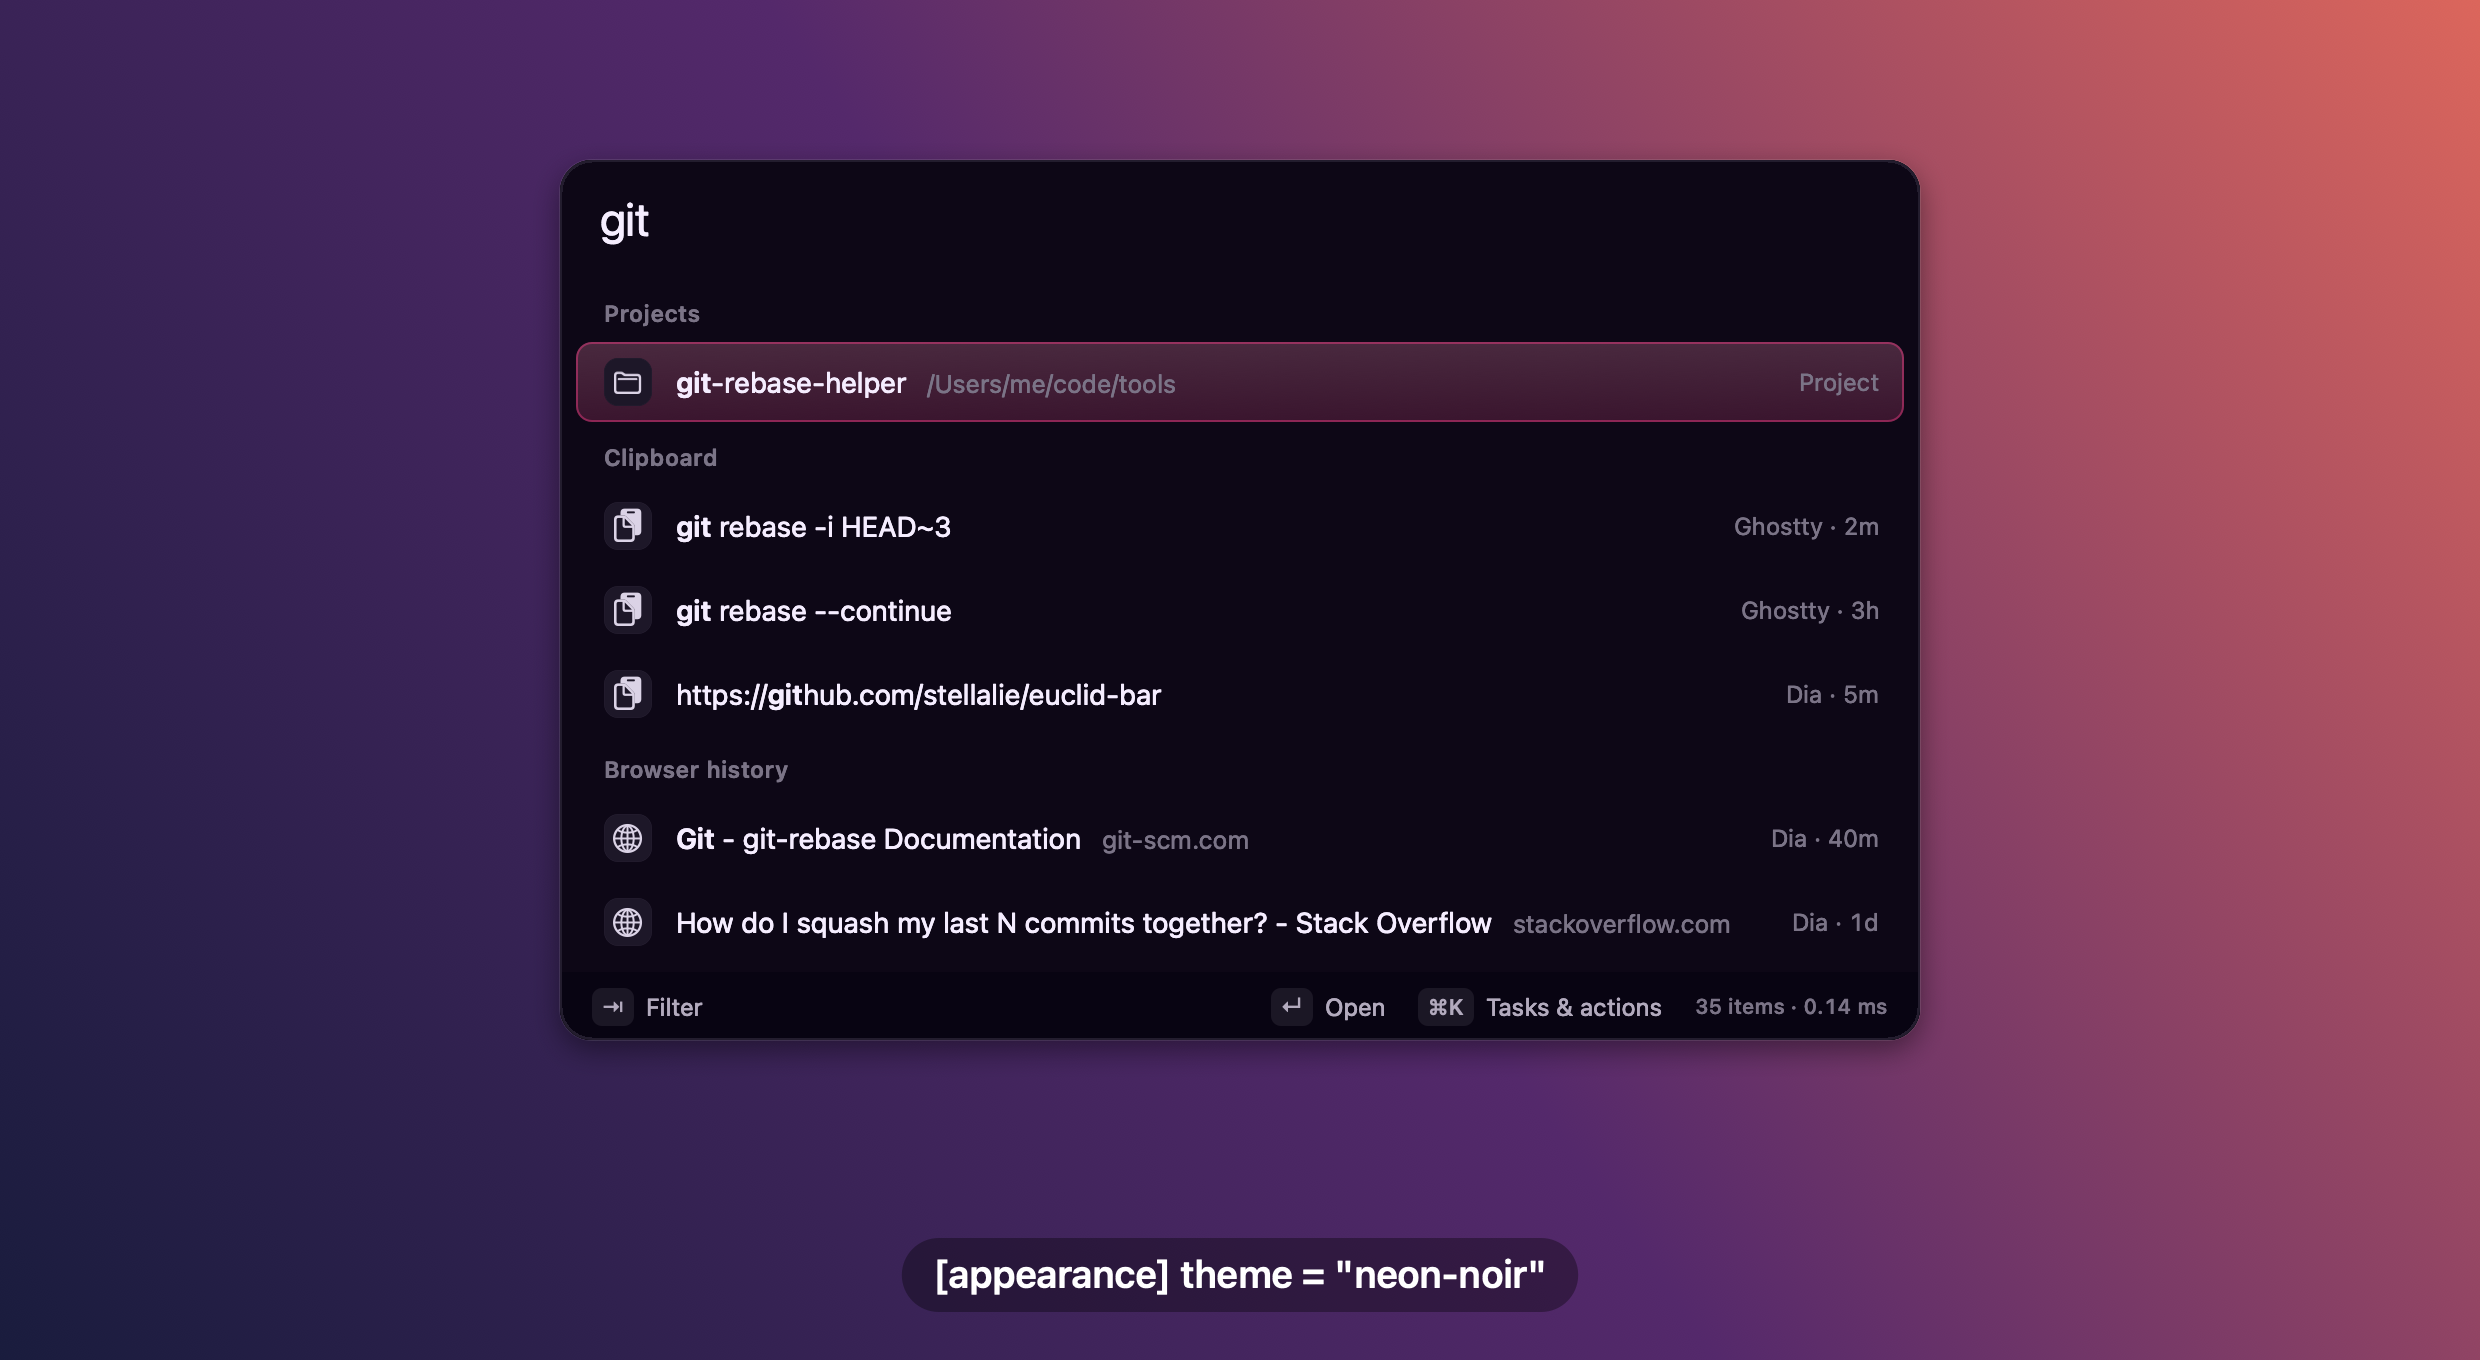 git
Projects
git-rebase-helper /Users/me/code/tools Project
Clipboard
git rebase -i HEAD~3 Ghostty · 2m
git rebase --continue Ghostty · 3h
https://github.com/stellalie/euclid-bar Dia · 5m
Browser history
Git - git-rebase Documentation git-scm.com Dia · 40m
How do I squash my last N commits together? - Stack Overflow stackoverflow.com Dia · 1d
Filter Open ⌘K Tasks & actions 35 items · 0.14 ms
[appearance] theme = "neon-noir"